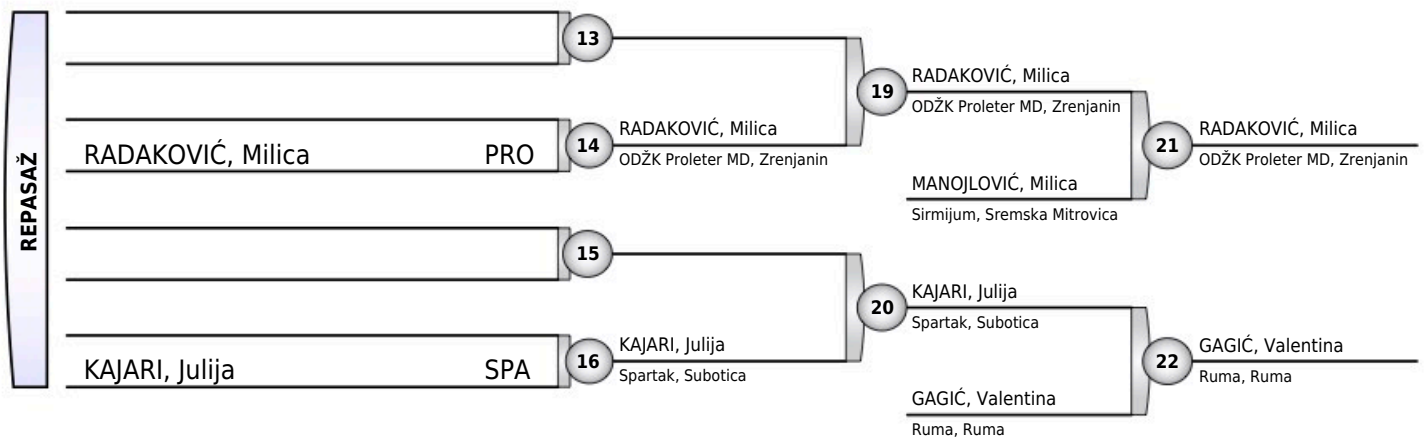 REPASAŽ
13
RADAKOVIĆ, Milica PRO
14
RADAKOVIĆ, Milica
ODŽK Proleter MD, Zrenjanin
19
RADAKOVIĆ, Milica
ODŽK Proleter MD, Zrenjanin
MANOJLOVIĆ, Milica
Sirmijum, Sremska Mitrovica
21
RADAKOVIĆ, Milica
ODŽK Proleter MD, Zrenjanin
15
KAJARI, Julija SPA
16
KAJARI, Julija
Spartak, Subotica
20
KAJARI, Julija
Spartak, Subotica
GAGIĆ, Valentina
Ruma, Ruma
22
GAGIĆ, Valentina
Ruma, Ruma